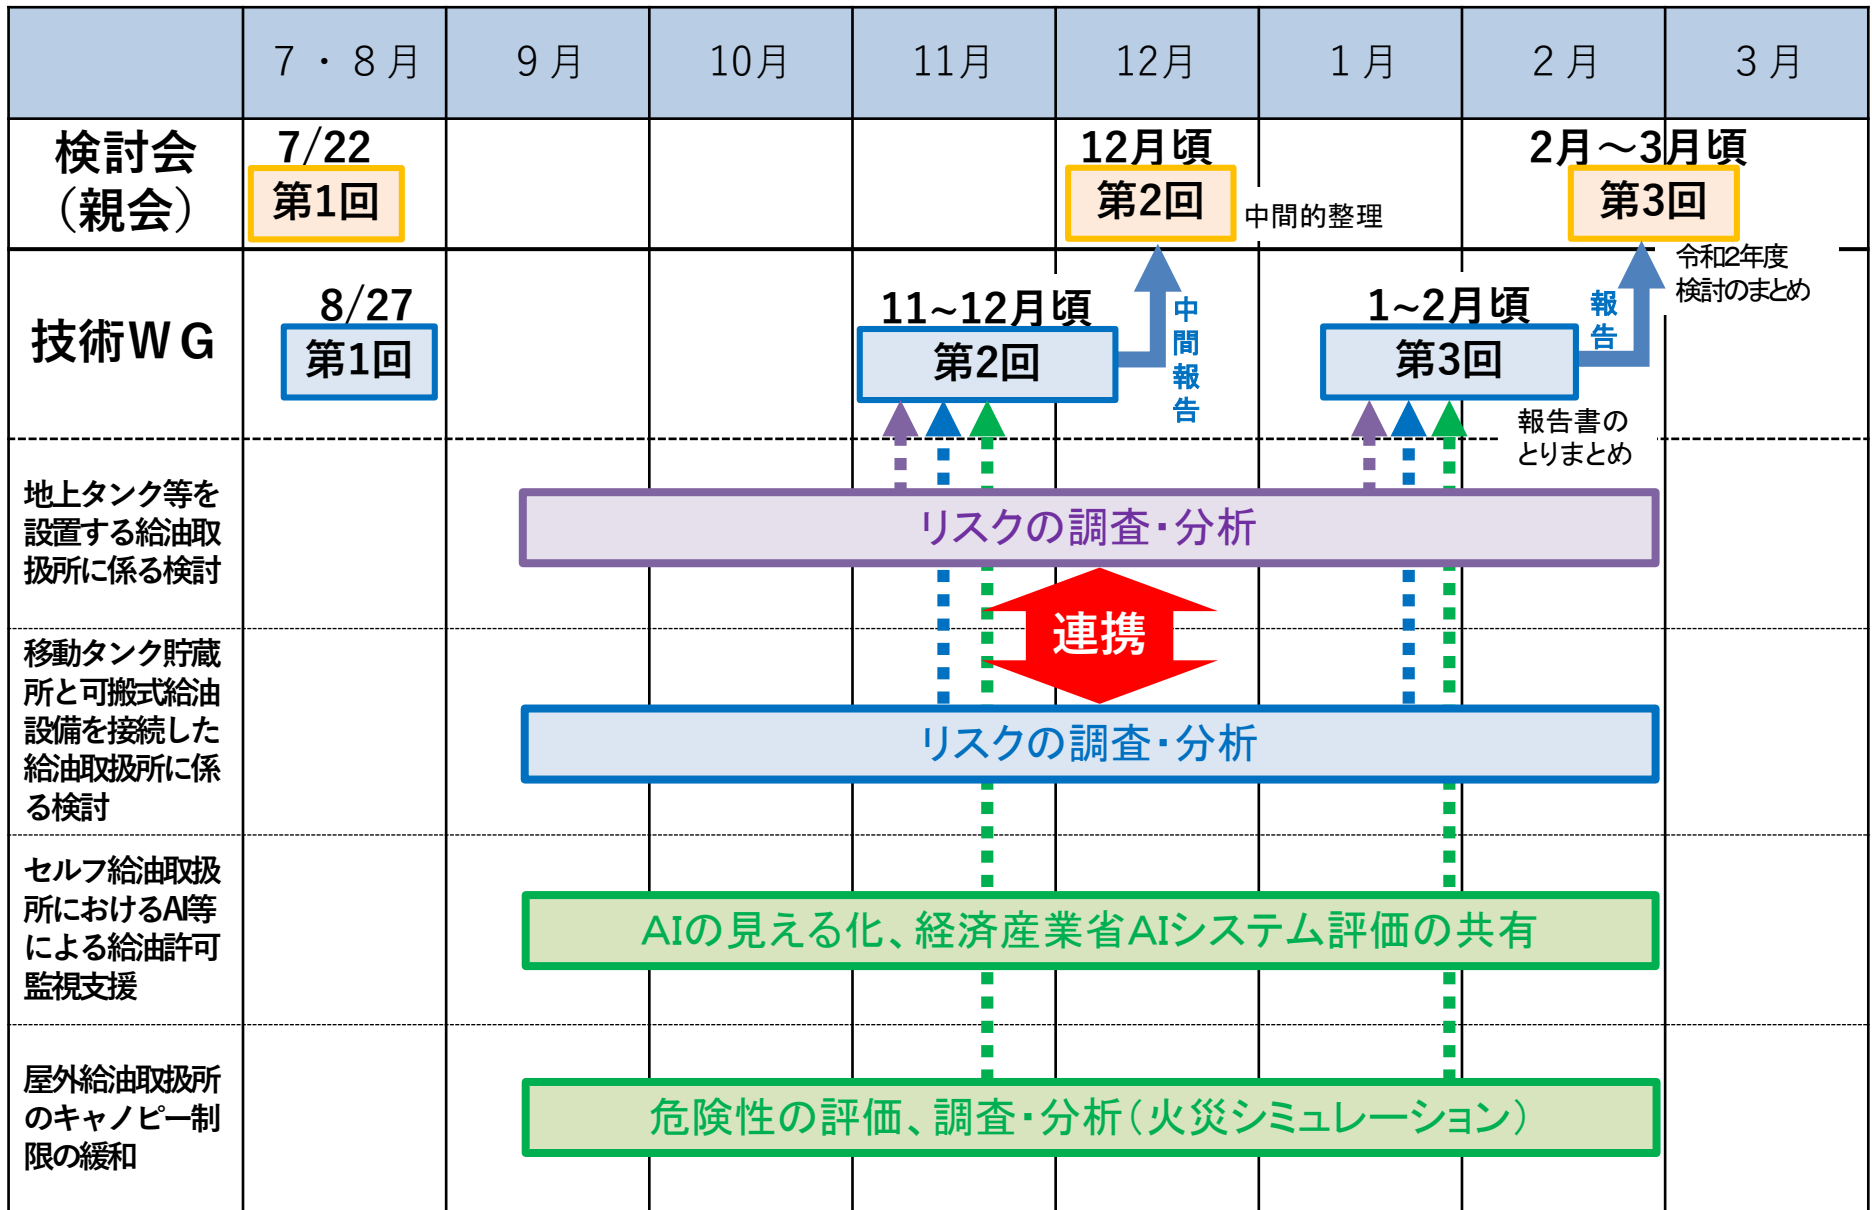 7・8月
9月
10月
11月
12月
1月
2月
3月
検討会
（親会）
7/22
第1回
12月頃
第2回
中間的整理
2月～3月頃
第3回
令和2年度
検討のまとめ
技術WG
8/27
第1回
11~12月頃
第2回
中
間
報
告
1~2月頃
第3回
報
告
報告書の
とりまとめ
地上タンク等を
設置する給油取
扱所に係る検討
リスクの調査・分析
連携
移動タンク貯蔵
所と可搬式給油
設備を接続した
給油取扱所に係
る検討
リスクの調査・分析
セルフ給油取扱
所におけるAI等
による給油許可
監視支援
AIの見える化、経済産業省AIシステム評価の共有
屋外給油取扱所
のキャノピー制
限の緩和
危険性の評価、調査・分析（火災シミュレーション）